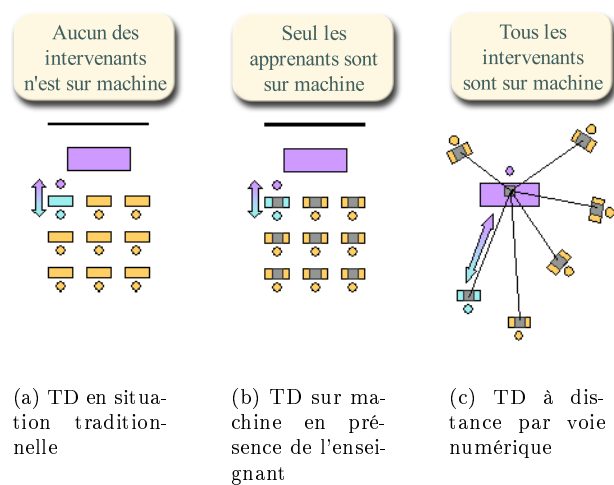 Aucun des
intervenants
n'est sur machine
Seul les
apprenants sont
sur machine
Tous les
intervenants
sont sur machine
(a) TD en situa-
tion tradition-
nelle
(b) TD sur ma-
chine en pré-
sence de l'ensei-
gnant
(c) TD à dis-
tance par voie
numérique